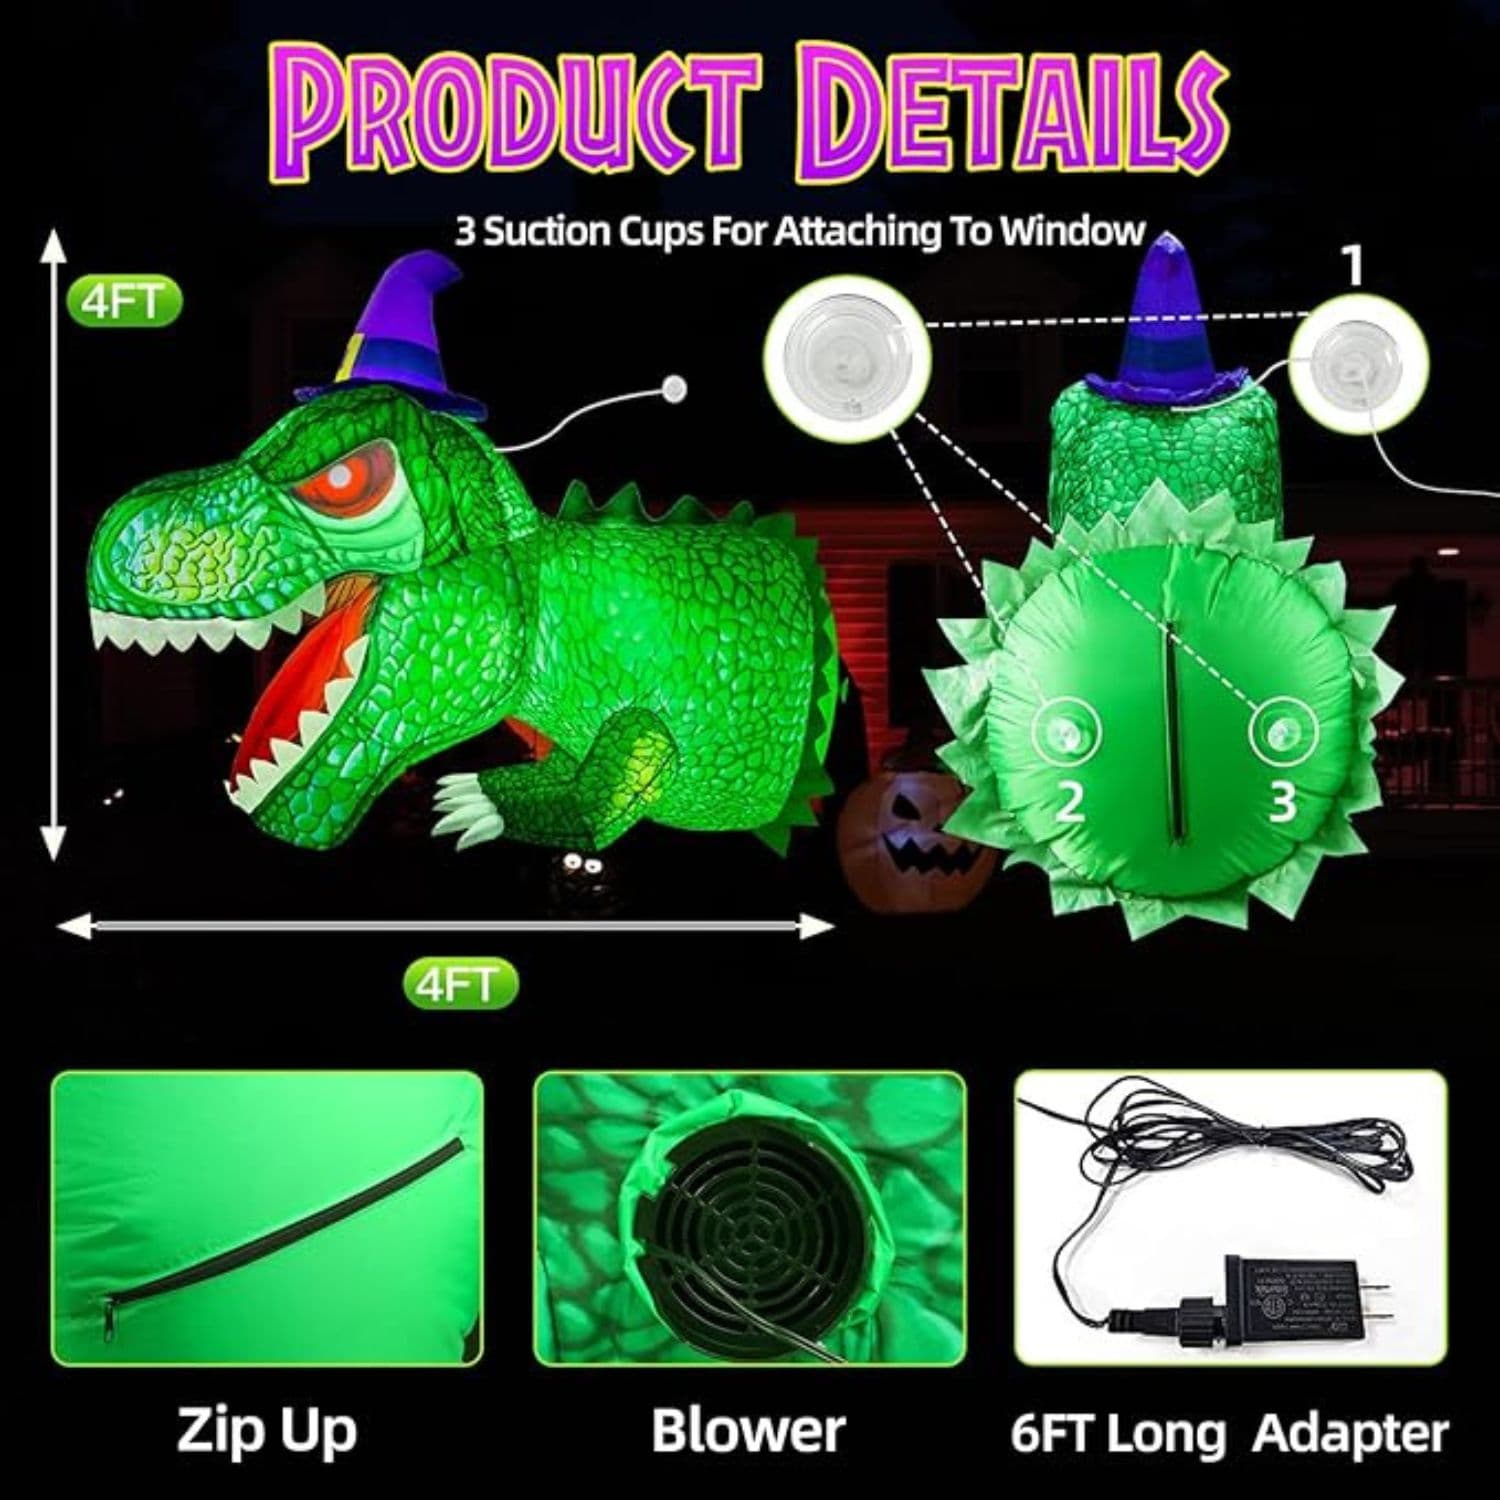 PRODUCT DETAILS
3 Suction Cups For Attaching To Window
1
4FT
2
3
4FT
Zip Up
Blower
6FT Long Adapter